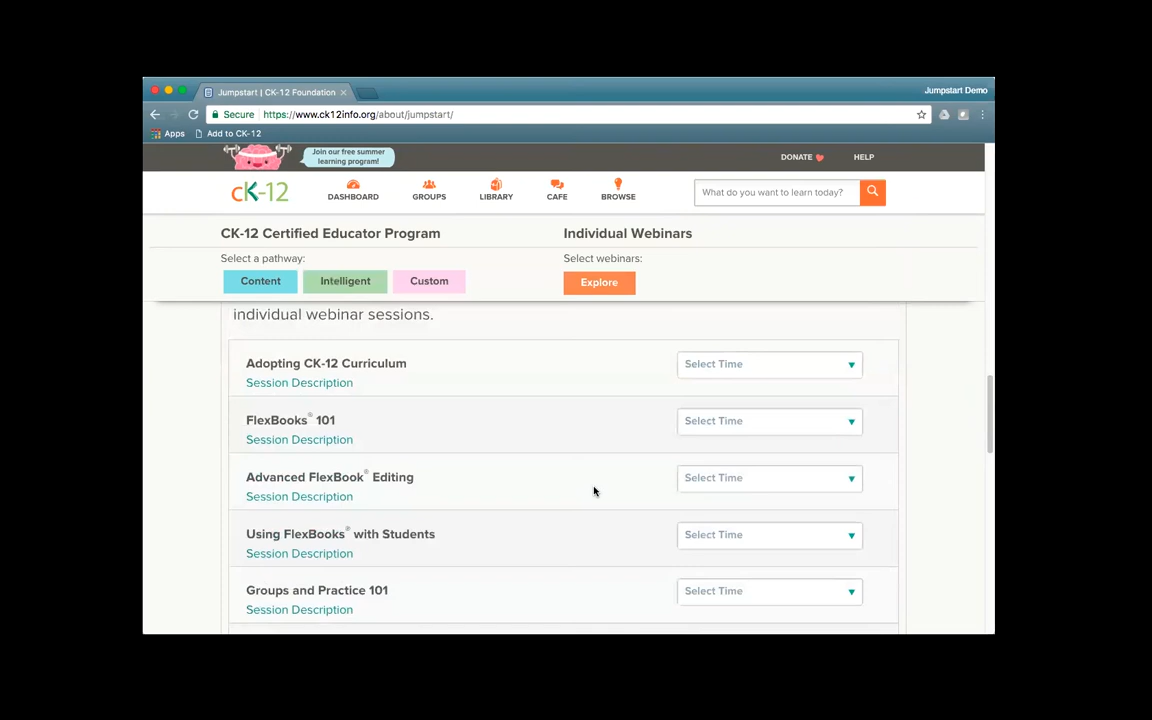 Jumpstart | CK-12 Foundation
Jumpstart Demo
Secure https://www.ck12info.org/about/jumpstart/
Apps Add to CK-12
Join our free summer
learning program!
DONATE HELP
cK-12
DASHBOARD GROUPS LIBRARY CAFE BROWSE
What do you want to learn today?
CK-12 Certified Educator Program
Individual Webinars
Select a pathway:
Select webinars:
Content Intelligent Custom
Explore
individual webinar sessions.
Adopting CK-12 Curriculum
Session Description
Select Time
FlexBooks® 101
Session Description
Select Time
Advanced FlexBook® Editing
Session Description
Select Time
Using FlexBooks® with Students
Session Description
Select Time
Groups and Practice 101
Session Description
Select Time